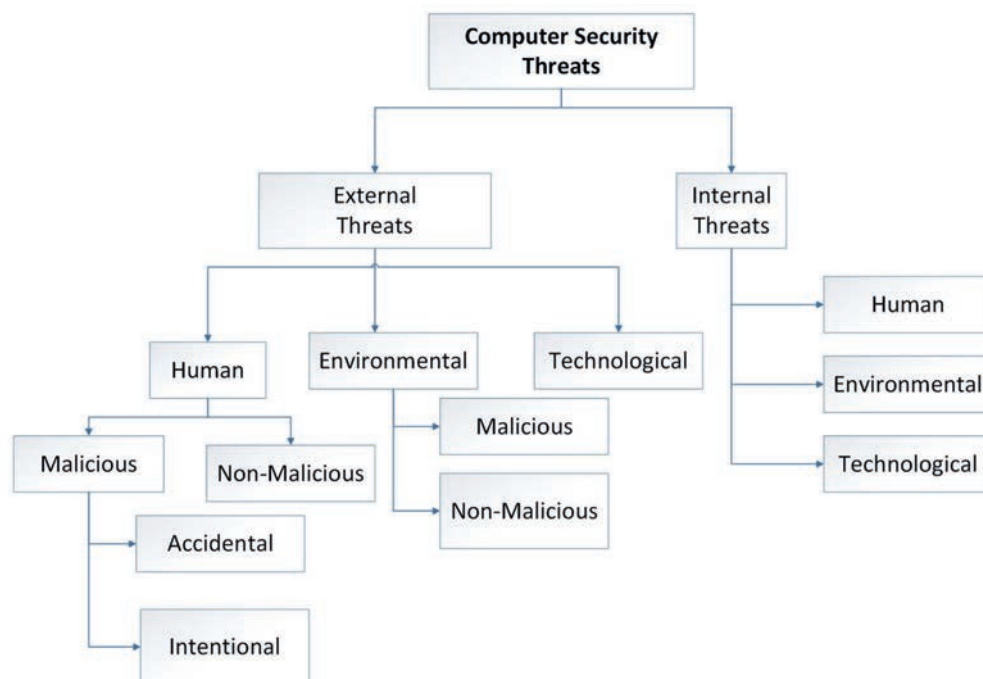 Computer Security
Threats
External
Threats
Internal
Threats
Human
Human
Environmental
Technological
Environmental
Malicious
Malicious
Non-Malicious
Technological
Non-Malicious
Accidental
Intentional